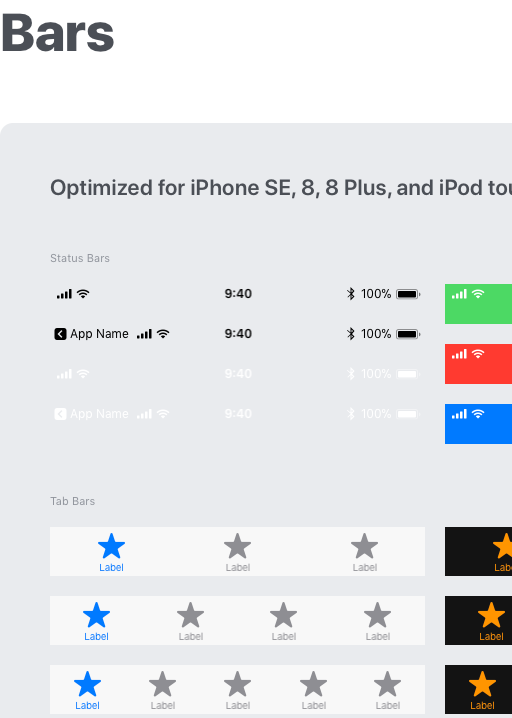 Bars
Optimized for iPhone SE, 8, 8 Plus, and iPod
Status Bars
9:40 100%
App Name 9:40 100%
9:40 100%
App Name 9:40 100%
Tab Bars
Label Label Label
Label Label Label Label Label
Label Label Label Label Label Label